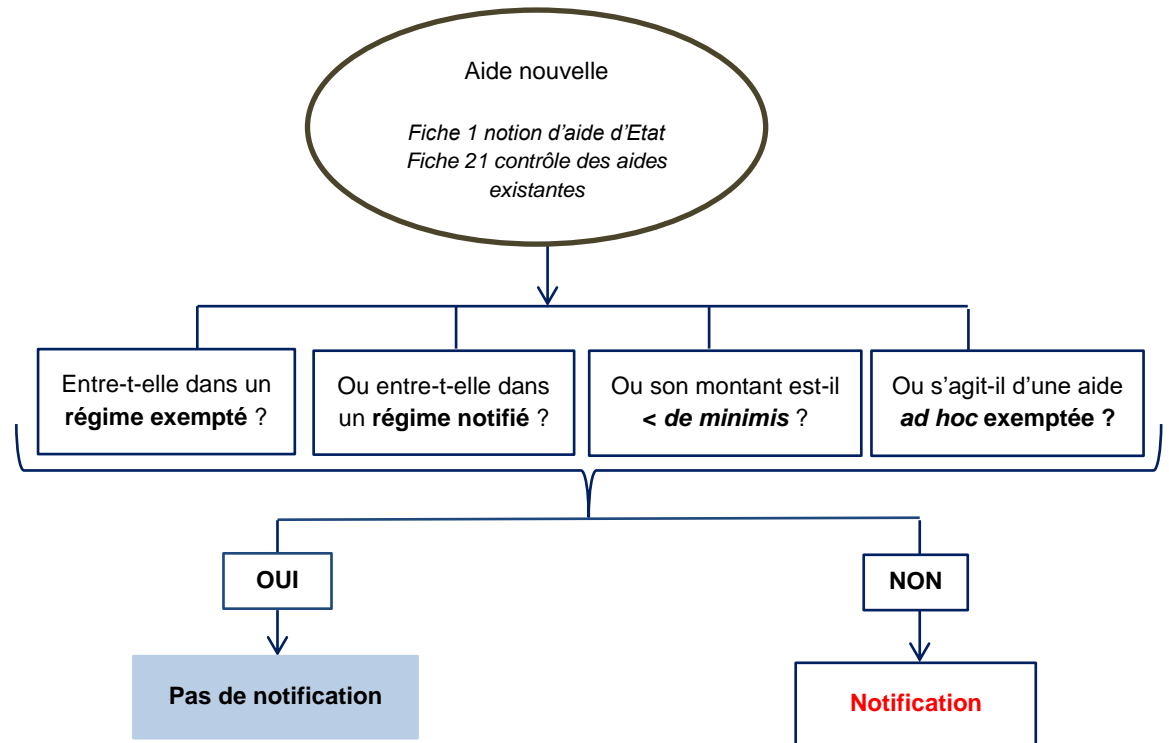 Aide nouvelle
Fiche 1 notion d’aide d’Etat
Fiche 21 contrôle des aides
existantes
Entre-t-elle dans un
régime exempté ?
Ou entre-t-elle dans
un régime notifié ?
Ou son montant est-il
< de minimis ?
Ou s’agit-il d’une aide
ad hoc exemptée ?
OUI
NON
Pas de notification
Notification